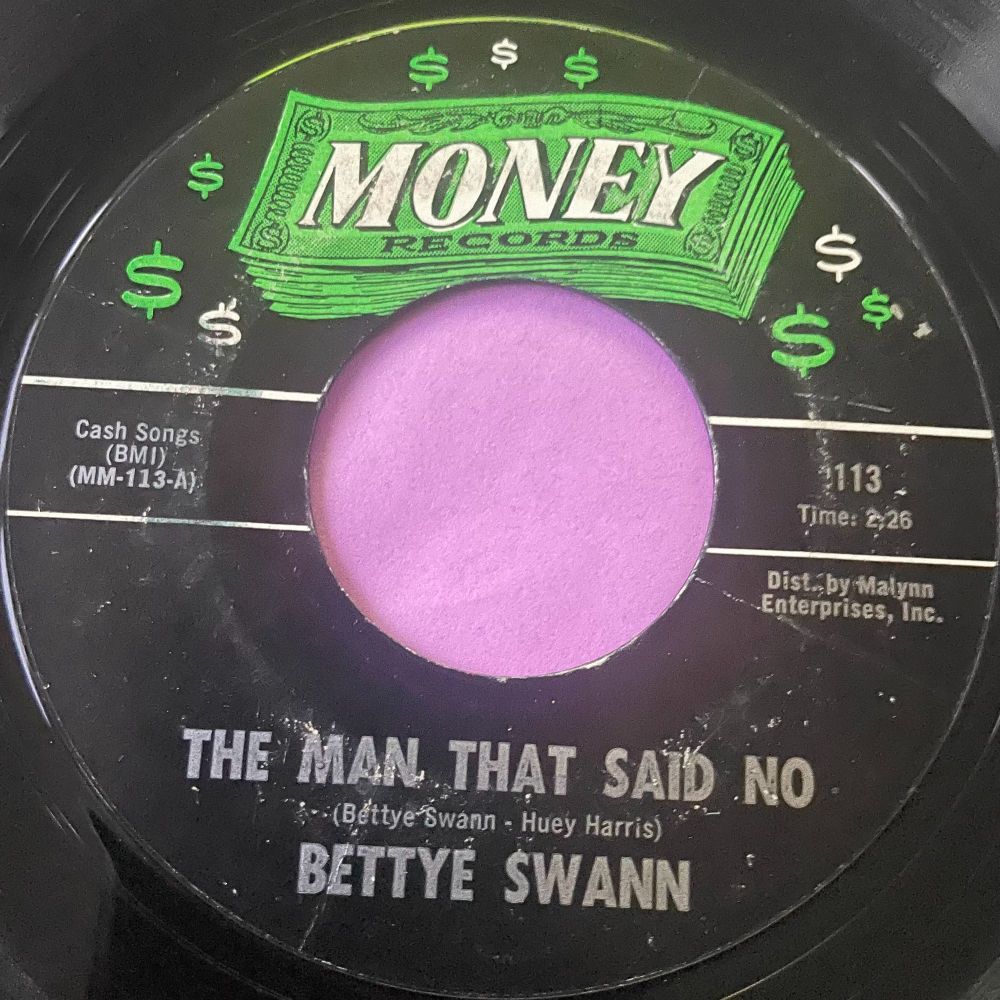 $ $ $
$ $ $ $ $ $
MONEY
RECORDS
Cash Songs
(BMI)
(MM-113-A)
113
Time: 2:26
Dist. by Malynn
Enterprises, Inc.
THE MAN THAT SAID NO
(Bettye Swann - Huey Harris)
BETTYE SWANN